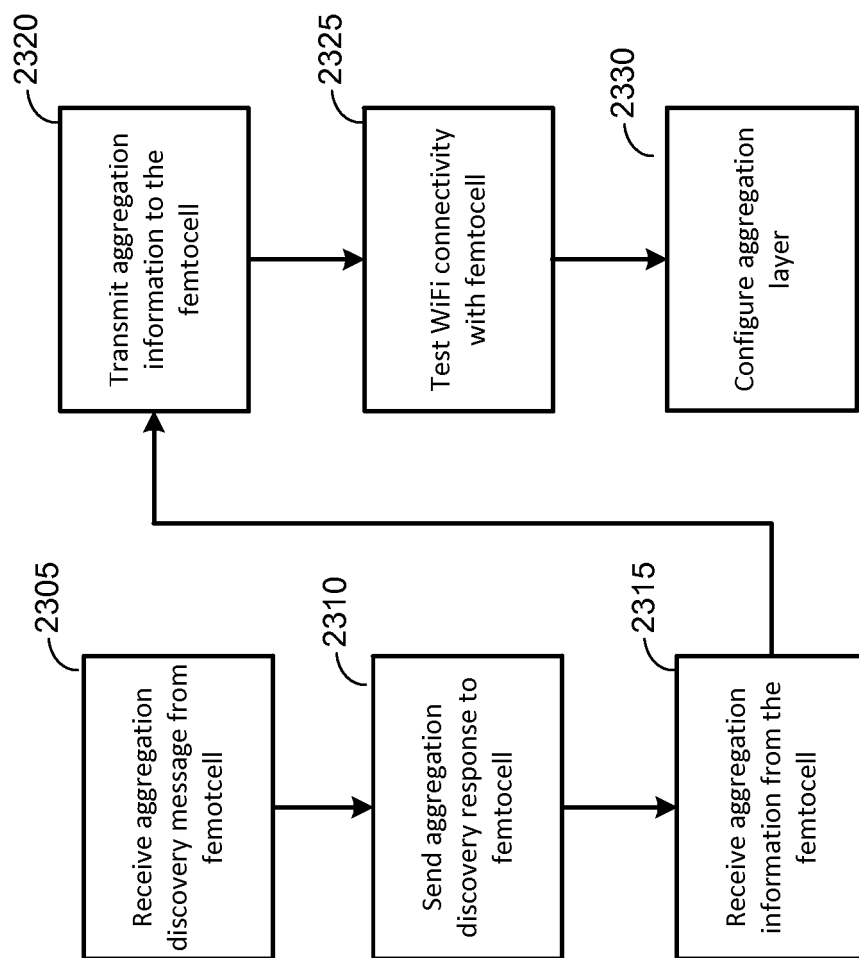 2305
Receive aggregation
discovery message from
femotcell
2310
Send aggregation
discovery response to
femtocell
2315
Receive aggregation
information from the
femtocell
2320
Transmit aggregation
information to the
femtocell
2325
Test WiFi connectivity
with femtocell
2330
Configure aggregation
layer